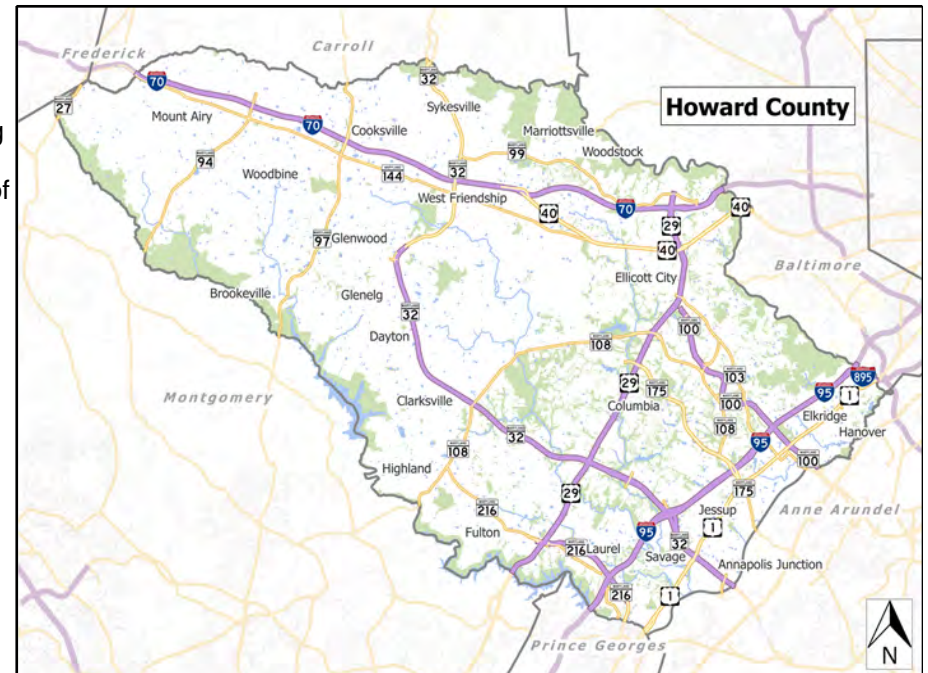 g
of
Frederick
Carroll
Howard County
27
70
Mount Airy
94
Woodbine
70
Cooksville
144
MARYLAND
32
Sykesville
Marriottsville
99
Woodstock
32
West Friendship
40
70
29
40
40
97
Glenwood
Ellicott City
Baltimore
Brookeville
Glenelg
32
Dayton
100
108
103
29
175
Columbia
100
108
95
895
1
Elkridge
Hanover
95
100
Montgomery
Clarksville
32
108
Highland
29
175
216
Fulton
Jessup
1
Anne Arundel
95
216
Laurel
Savage
32
Annapolis Junction
216
1
Prince Georges
N